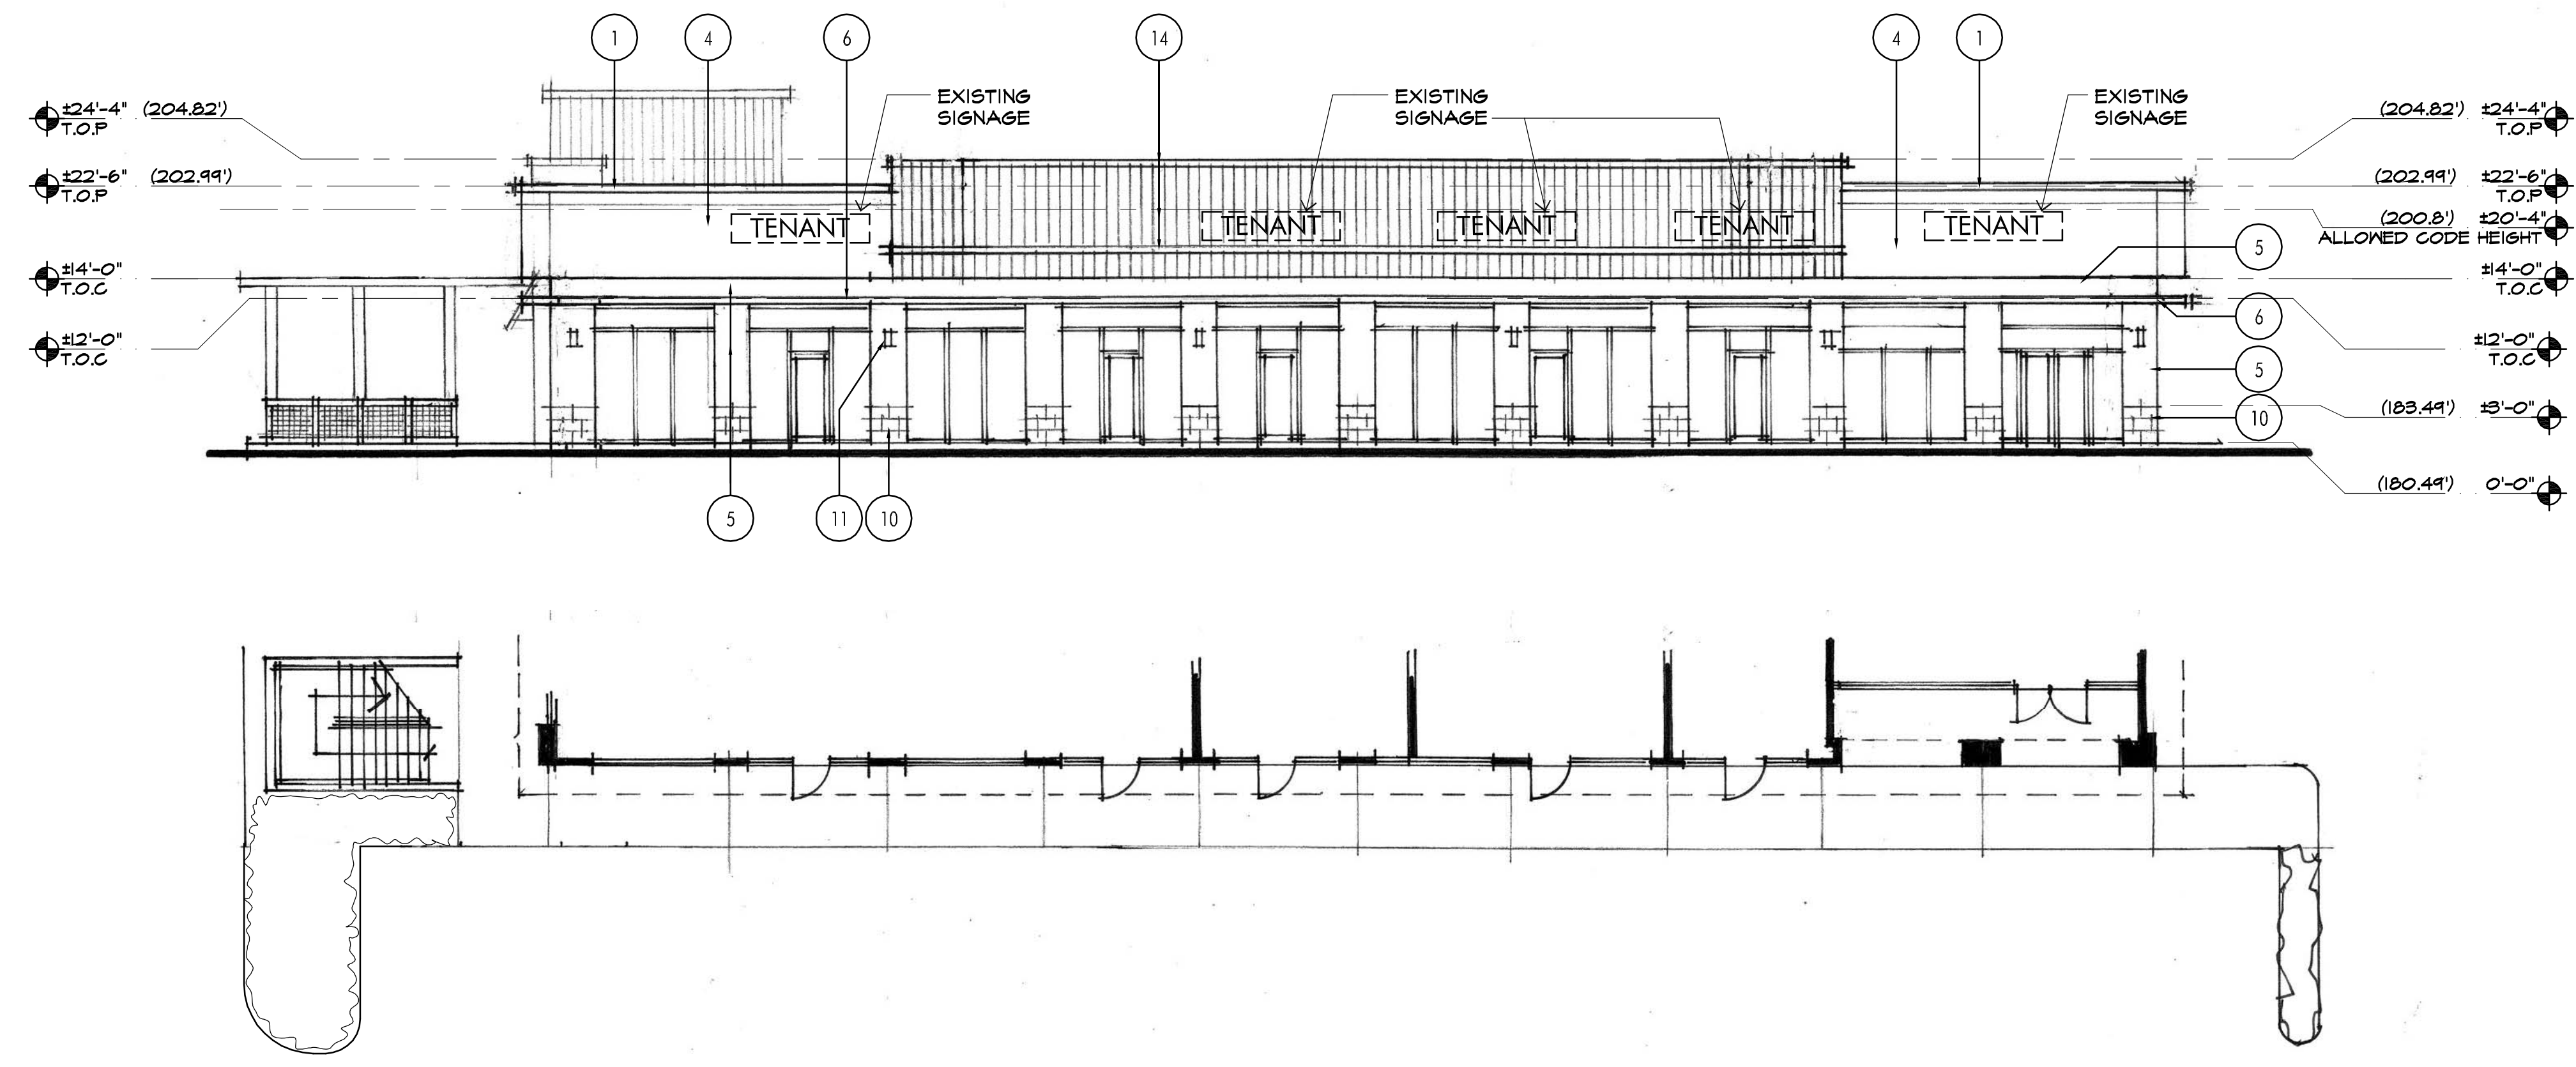 1 4 6 14 4 1
±24'-4" (204.82')
T.O.P
±22'-6" (202.99')
T.O.P
±14'-0"
T.O.C
±12'-0"
T.O.C
EXISTING
SIGNAGE
EXISTING
SIGNAGE
EXISTING
SIGNAGE
TENANT
TENANT
TENANT
TENANT
TENANT
(204.82') ±24'-4"
T.O.P
(202.99') ±22'-6"
T.O.P
(200.8') ±20'-4"
ALLOWED CODE HEIGHT
5
±14'-0"
T.O.C
6
±12'-0"
T.O.C
5
(183.49') ±3'-0"
10
(180.49') 0'-0"
5 11 10